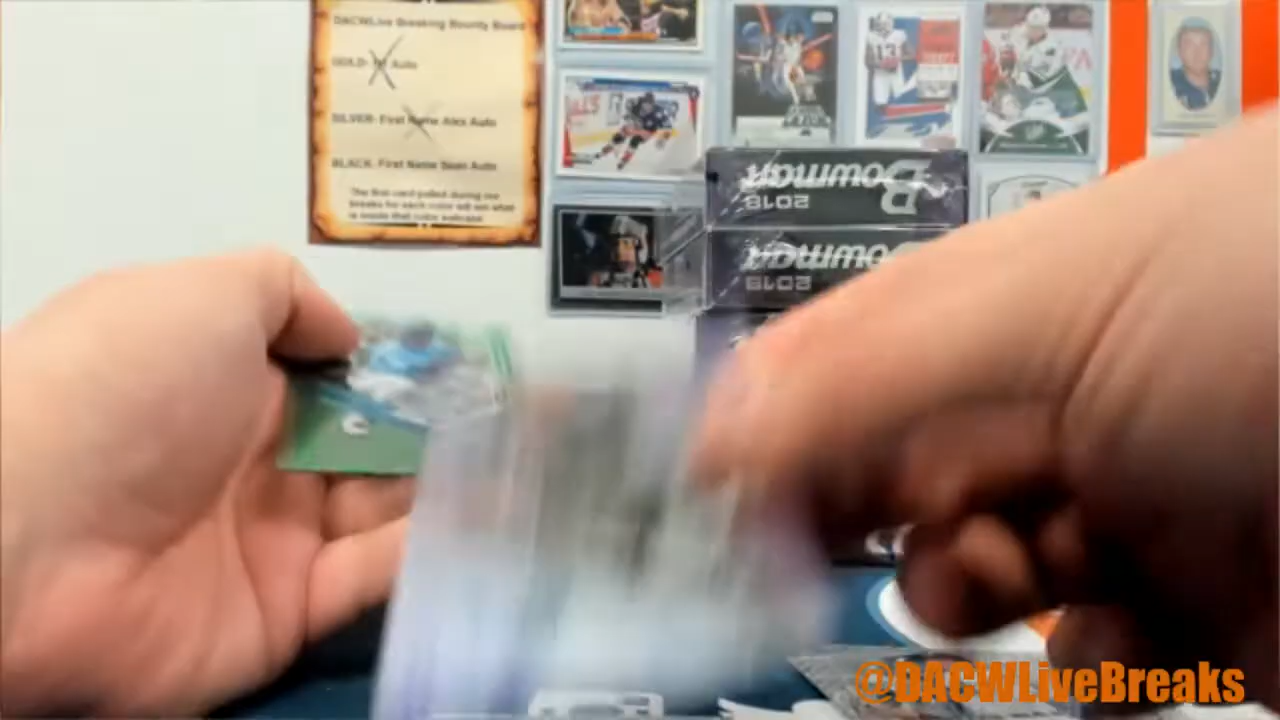 DACWLive Breaking Bounty Board
GOLD- Auto
SILVER- First Name Alex Auto
BLACK- First Name Sean Auto
The first card pulled during our
breaks for each color will win what
is inside that color suitcase
Bowman
2018
Bowman
2018
@DACWLiveBreaks